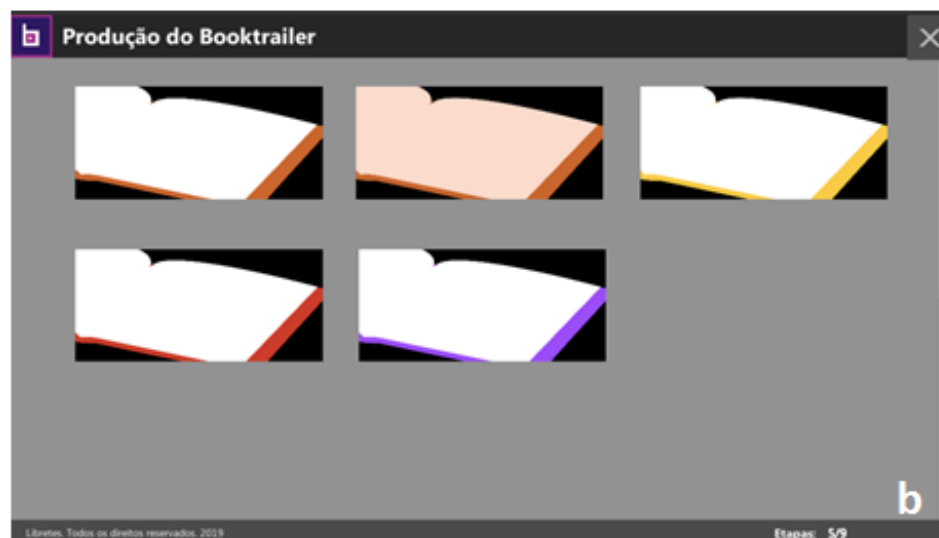 Produção do Booktrailer
b
Libretes. Todos os direitos reservados. 2019
Etapas: 5/9